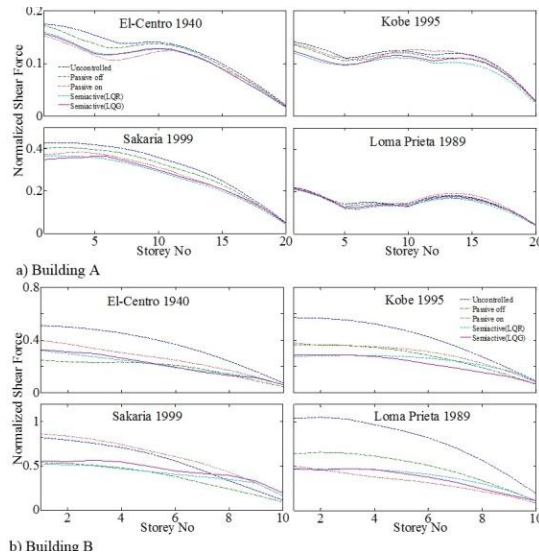 El-Centro 1940
Kobe 1995
0.2
0.1
0
Uncontrolled
Passive off
Passive on
Semiactive(LQR)
Semiactive(LQG)
Normalized Shear Force
Sakaria 1999
Loma Prieta 1989
0.4
0.2
0
5 10 15 20 5 10 15 20
Storey No Storey No
a) Building A
El-Centro 1940
Kobe 1995
0.8
0.4
0
Uncontrolled
Passive off
Passive on
Semiactive(LQR)
Semiactive(LQG)
Normalized Shear Force
Sakaria 1999
Loma Prieta 1989
1
0.5
0
2 4 6 8 10 2 4 6 8 10
Storey No Storey No
b) Building B